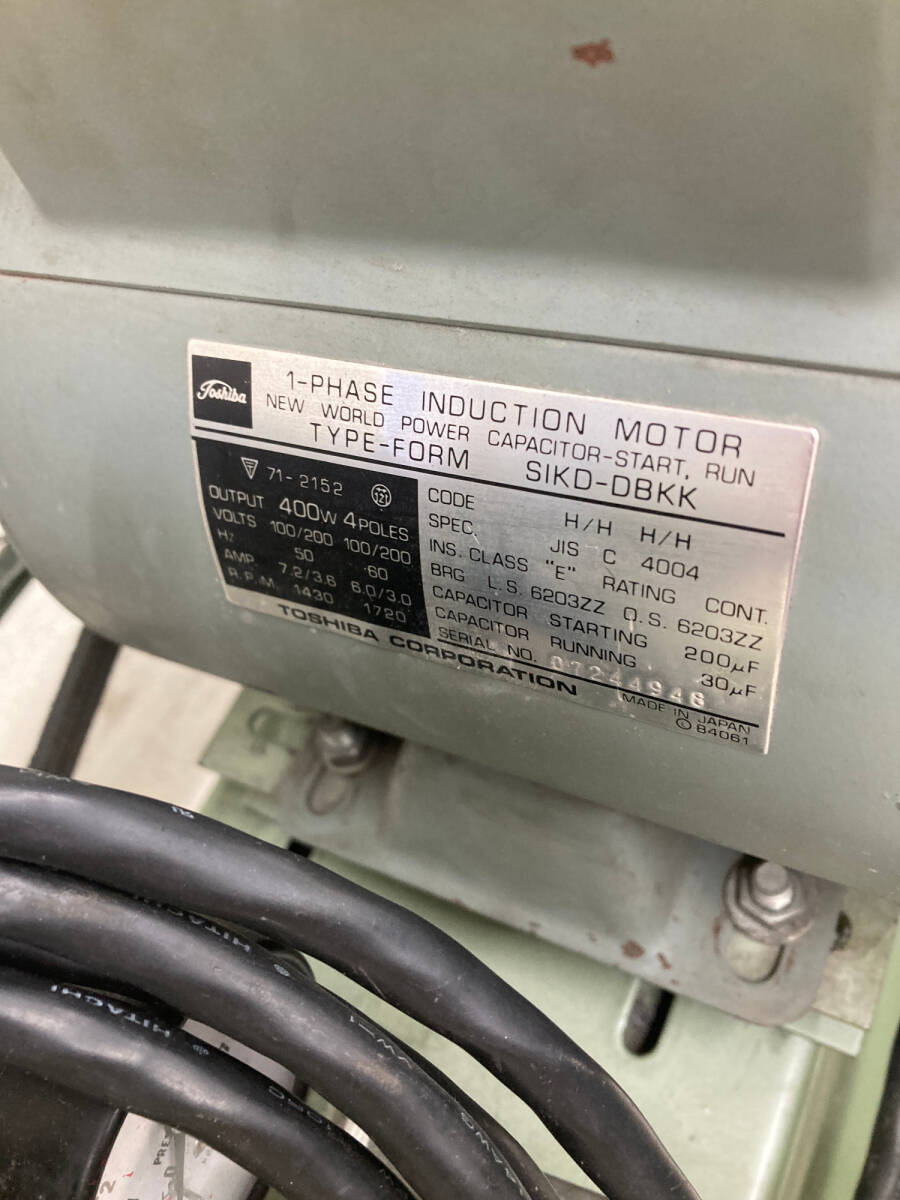 Toshiba
1-PHASE INDUCTION MOTOR
NEW WORLD POWER CAPACITOR-START, RUN
TYPE-FORM SIKD-DBKK
71-2152
OUTPUT 400W 4POLES
VOLTS 100/200 100/200
Hz 50 60
AMP. 7.2/3.6 6.0/3.0
R.P.M. 1430 1720
CODE H/H H/H
SPEC. JIS C 4004
INS. CLASS "E" RATING CONT.
BRG L.S. 6203ZZ O.S. 6203ZZ
CAPACITOR STARTING 200μF
CAPACITOR RUNNING 30μF
SERIAL NO. 07244946
TOSHIBA CORPORATION
MADE IN JAPAN
Ⓛ 84061
HITACHI
HITACHI